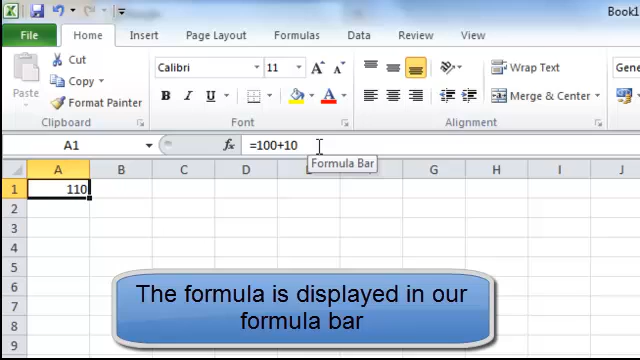 Book1
File Home Insert Page Layout Formulas Data Review View
Cut
Copy
Format Painter
Paste
Clipboard
Calibri 11
B I U
A
Font
Wrap Text
Merge & Center
Alignment
Gene
$
A1 fx =100+10
Formula Bar
A B C D E G H I J
1 110
2
3
4
5
6
7
8
9
The formula is displayed in our
formula bar